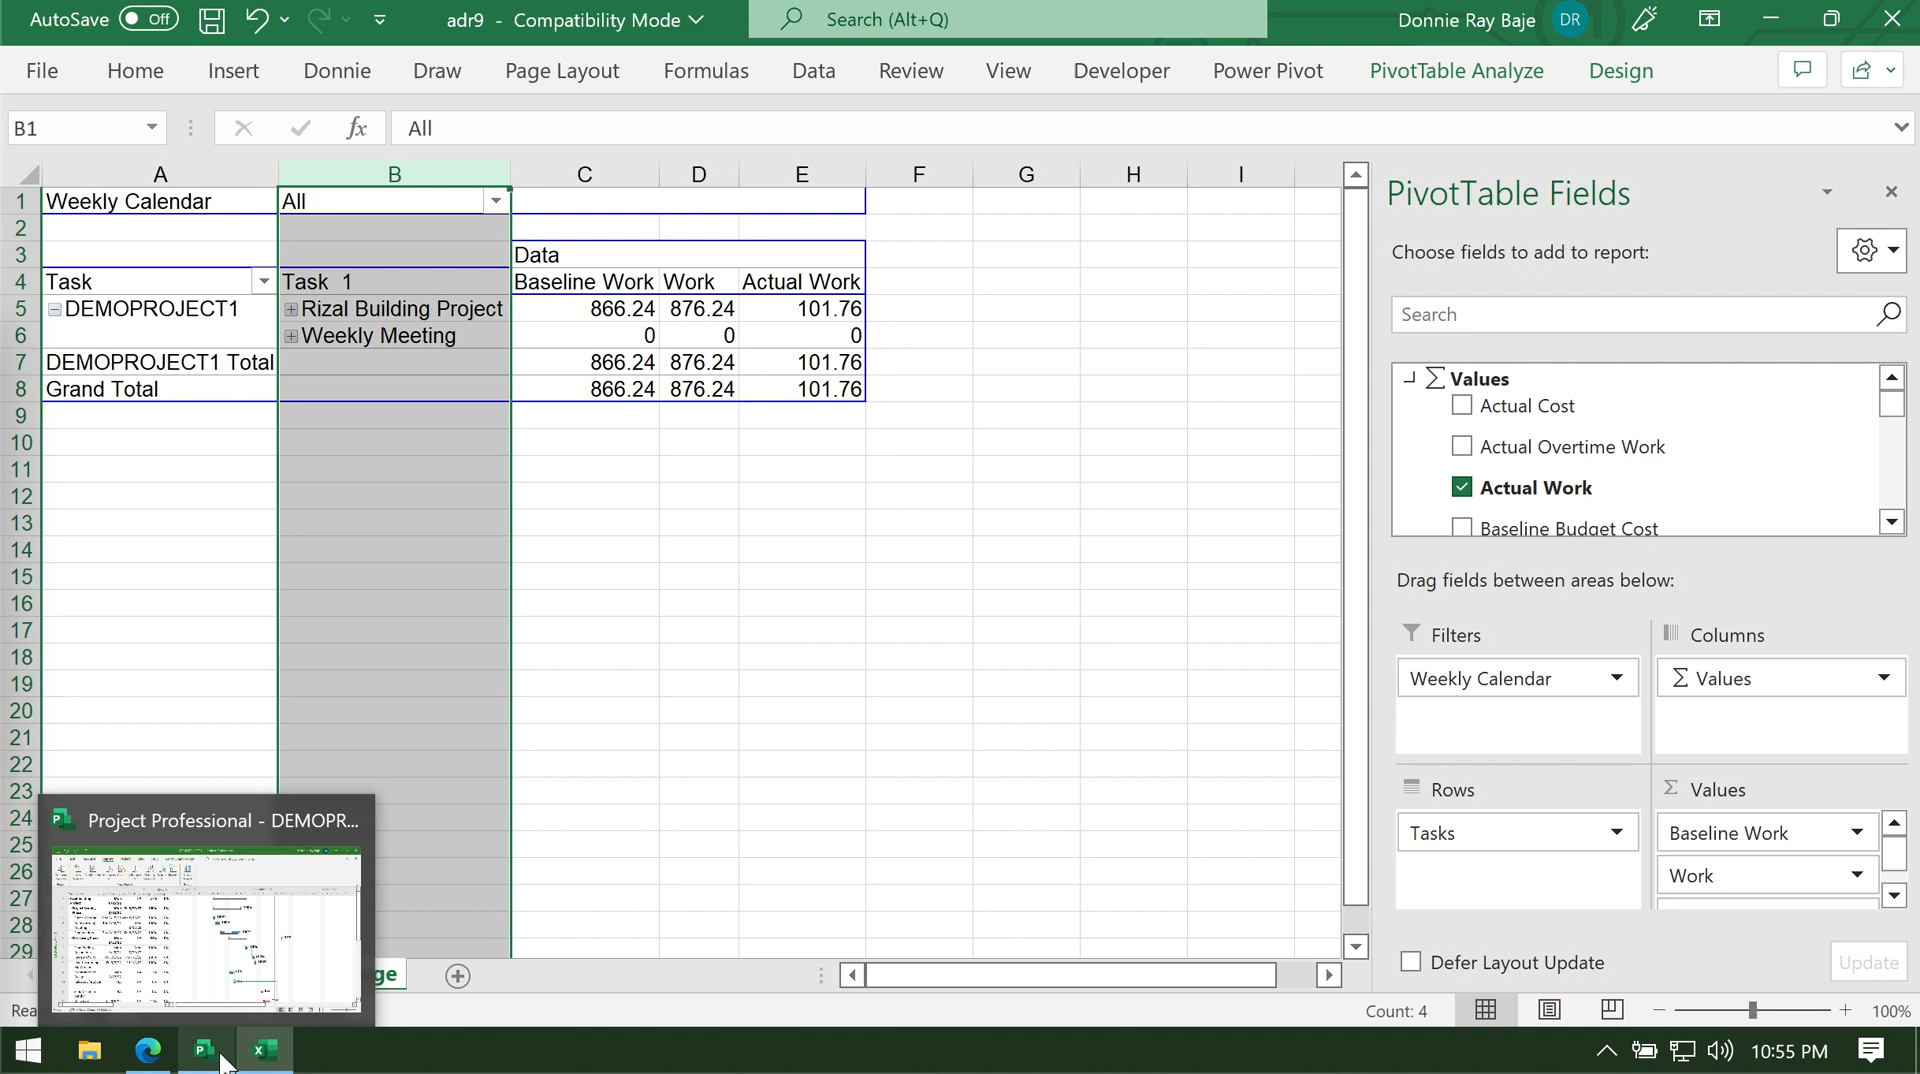 AutoSave Off adr9 - Compatibility Mode Search (Alt+Q) Donnie Ray Baje DR
File Home Insert Donnie Draw Page Layout Formulas Data Review View Developer Power Pivot PivotTable Analyze Design
B1 fx All
A B C D E F G H I
1 Weekly Calendar All
2
3 Data
4 Task Task 1 Baseline Work Work Actual Work
5 DEMOPROJECT1 Rizal Building Project 866.24 876.24 101.76
6 Weekly Meeting 0 0 0
7 DEMOPROJECT1 Total 866.24 876.24 101.76
8 Grand Total 866.24 876.24 101.76
9
10
11
12
13
14
15
16
17
18
19
20
21
22
23
24
25
26
27
28
29
Project Professional - DEMOPR...
ge
Rea
Count: 4
100%
10:55 PM
PivotTable Fields
Choose fields to add to report:
Search
Σ Values
Actual Cost
Actual Overtime Work
Actual Work
Baseline Budget Cost
Drag fields between areas below:
Filters Columns
Weekly Calendar Σ Values
Rows Σ Values
Tasks Baseline Work
Work
Defer Layout Update Update